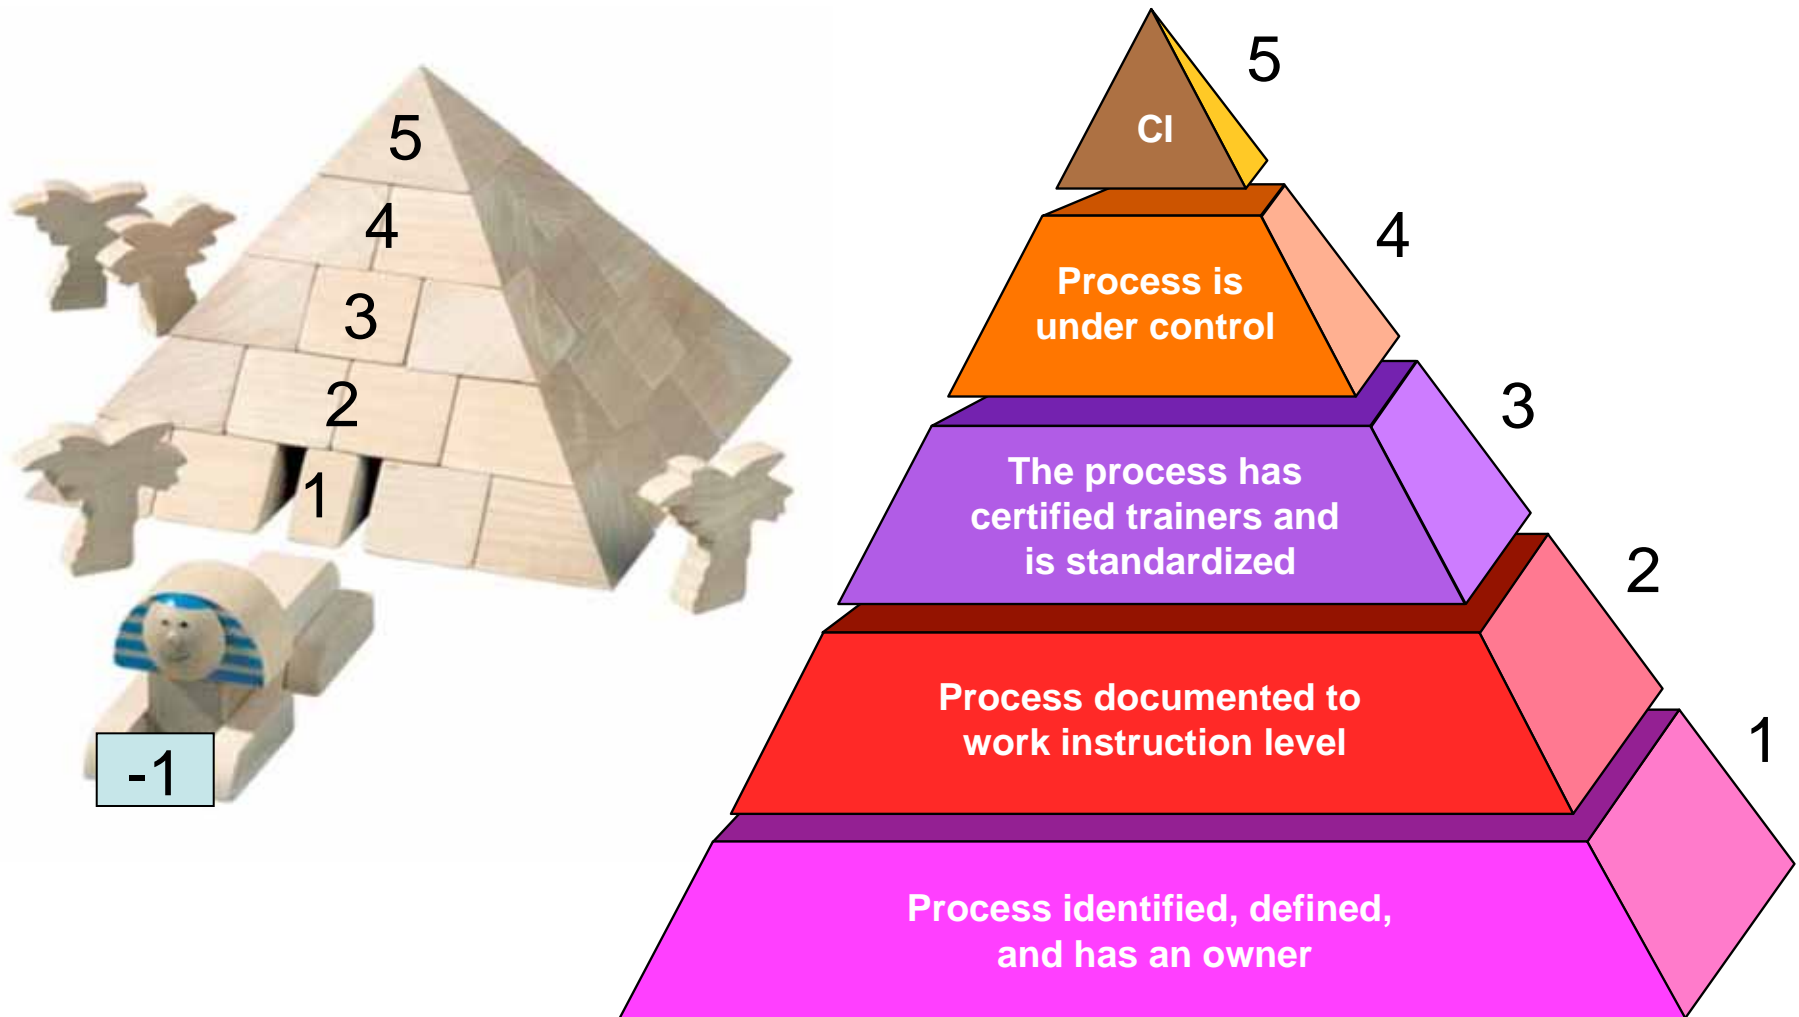 5
4
3
2
1
-1
5
CI
4
Process is
under control
3
The process has
certified trainers and
is standardized
2
Process documented to
work instruction level
1
Process identified, defined,
and has an owner